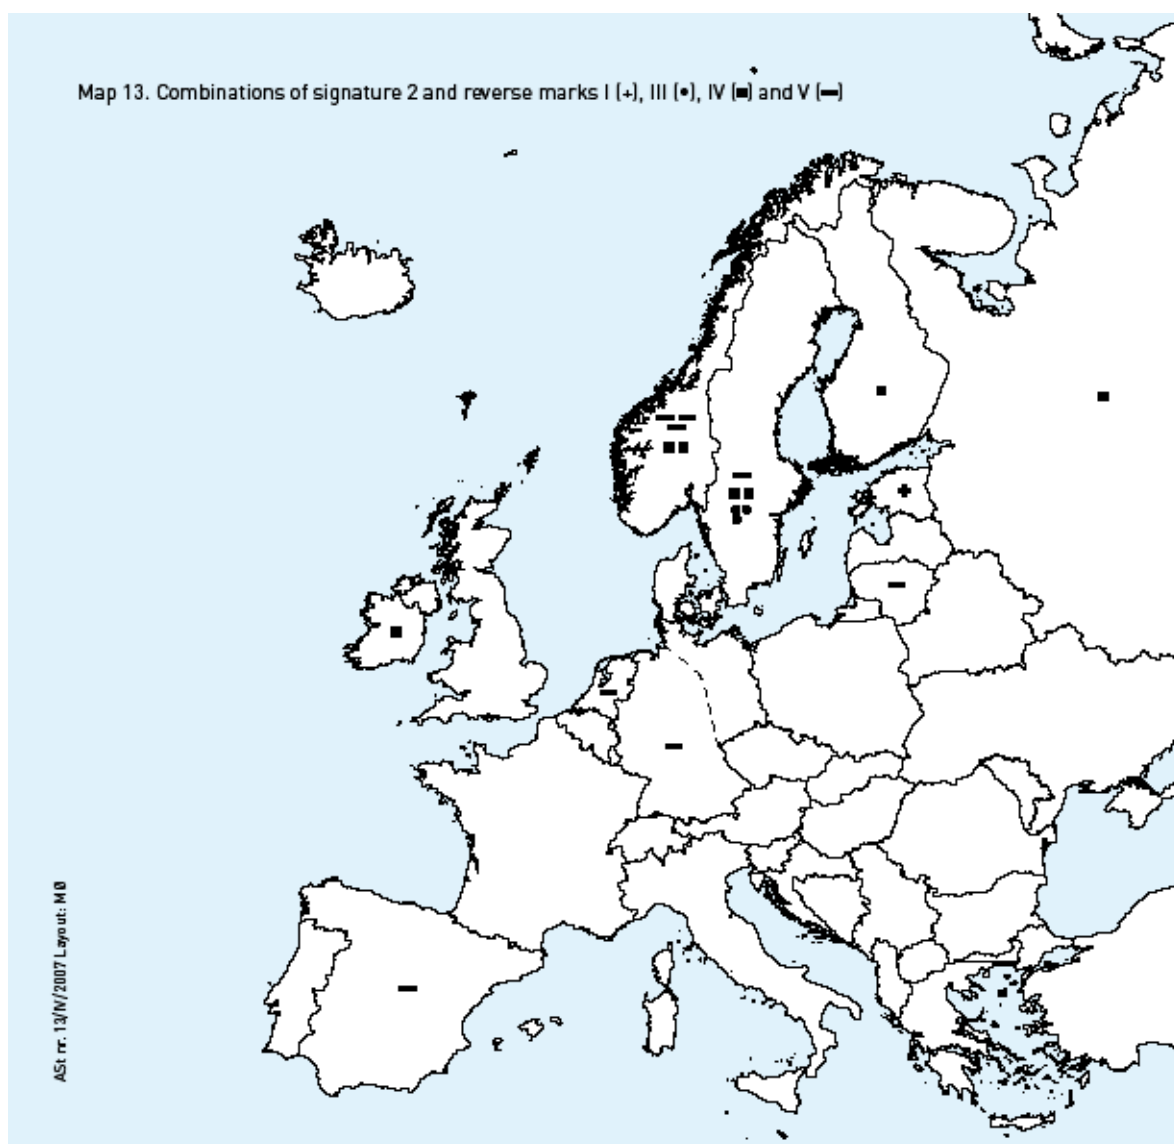 Map 13. Combinations of signature 2 and reverse marks I (+), III (•), IV (■) and V (—)
ASt nr. 13/IV/2007 Layout: MØ